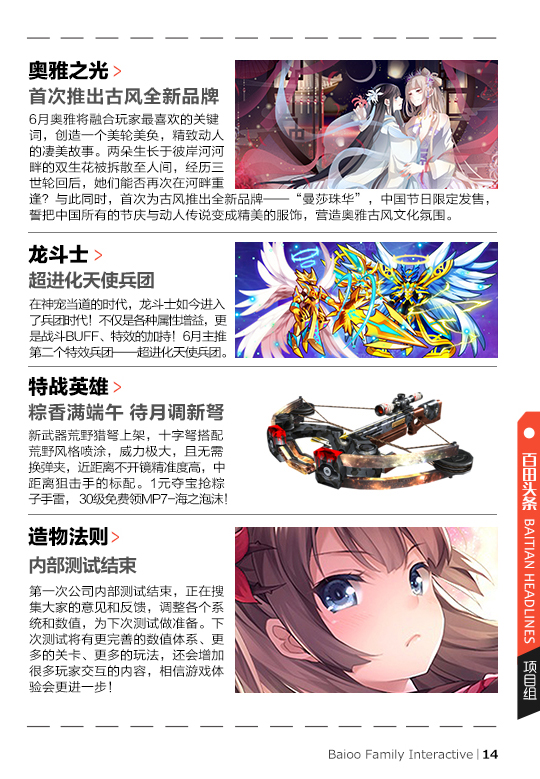 奥雅之光 >
首次推出古风全新品牌
6月奥雅将融合玩家最喜欢的关键
词，创造一个美轮美奂，精致动人
的凄美故事。两朵生长于彼岸河河
畔的双生花被拆散至人间，经历三
世轮回后，她们能否再次在河畔重
逢？与此同时，首次为古风推出全新品牌——“曼莎珠华”，中国节日限定发售，
誓把中国所有的节庆与动人传说变成精美的服饰，营造奥雅古风文化氛围。
龙斗士 >
超进化天使兵团
在神宠当道的时代，龙斗士如今进入
了兵团时代！不仅是各种属性增益，更
是战斗BUFF、特效的加持！6月主推
第二个特效兵团——超进化天使兵团。
特战英雄 >
粽香满端午 待月调新弩
新武器荒野猎弩上架，十字弩搭配
荒野风格喷涂，威力极大，且无需
换弹夹，近距离不开镜精准度高，中
距离狙击手的标配。1元夺宝抢粽
子手雷， 30级免费领MP7-海之泡沫！
造物法则 >
内部测试结束
第一次公司内部测试结束，正在搜
集大家的意见和反馈，调整各个系
统和数值，为下次测试做准备。下
次测试将有更完善的数值体系、更
多的关卡、更多的玩法，还会增加
很多玩家交互的内容，相信游戏体
验会更进一步！
百田头条 BAITIAN HEADLINES
项目组
Baioo Family Interactive | 14